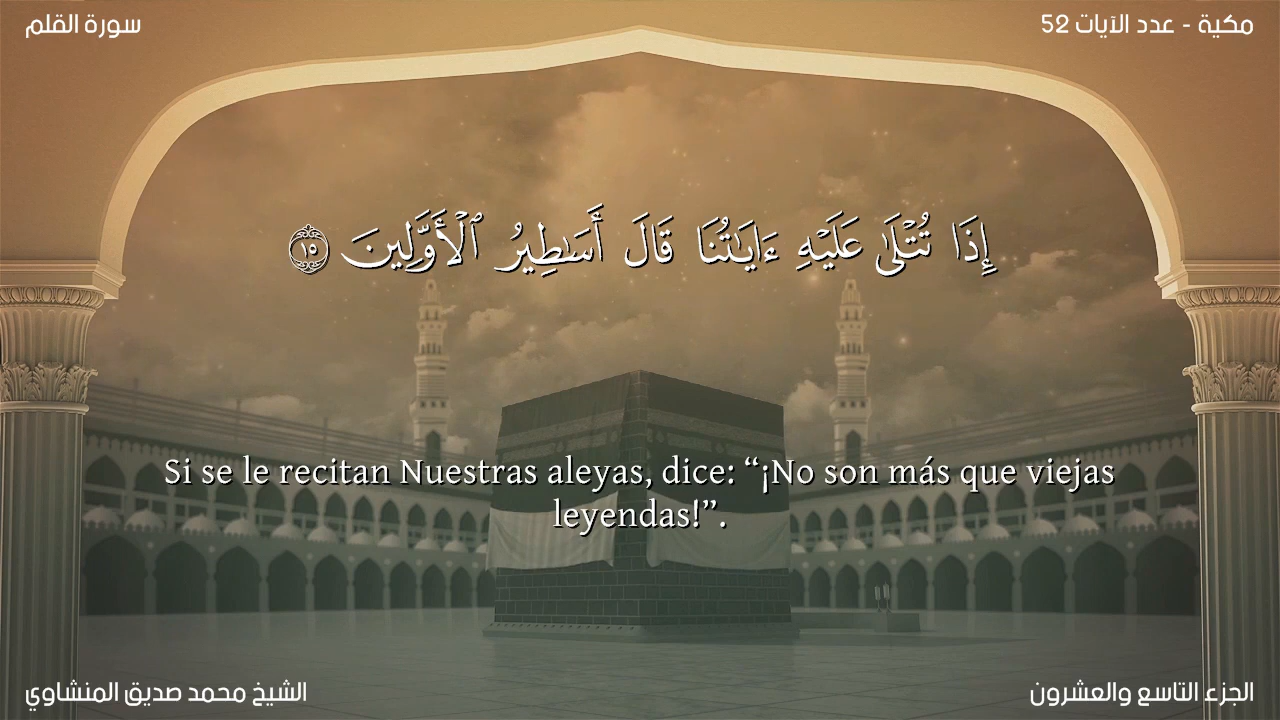 سورة القلم
مكية - عدد الآيات 52
إِذَا تُتْلَىٰ عَلَيْهِ ءَايَـٰتُنَا قَالَ أَسَـٰطِيرُ ٱلْأَوَّلِينَ ١٥
Si se le recitan Nuestras aleyas, dice: “¡No son más que viejas
leyendas!”.
الشيخ محمد صديق المنشاوي
الجزء التاسع والعشرون